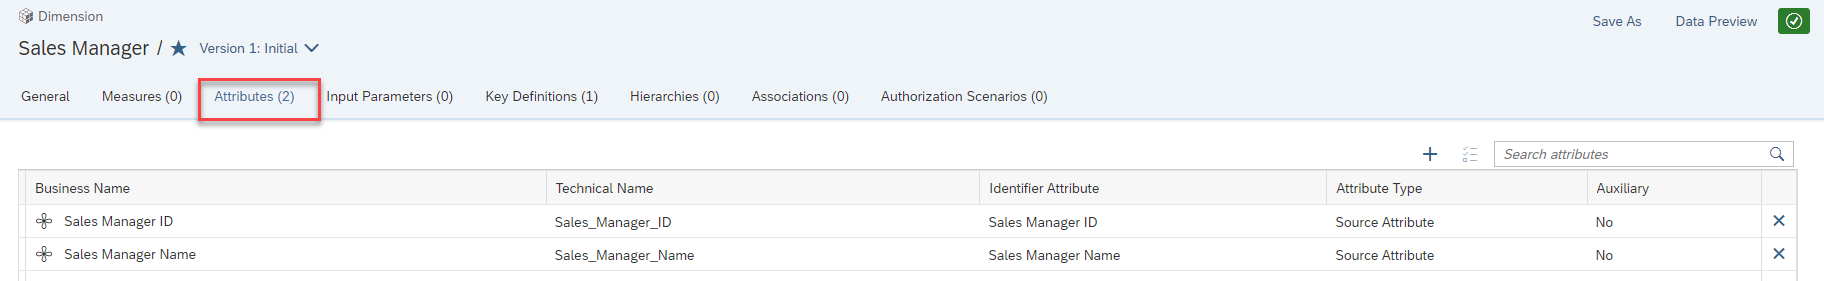 Dimension
Save As Data Preview
Sales Manager / Version 1: Initial
General Measures (0) Attributes (2) Input Parameters (0) Key Definitions (1) Hierarchies (0) Associations (0) Authorization Scenarios (0)
Search attributes
Business Name Technical Name Identifier Attribute Attribute Type Auxiliary
Sales Manager ID Sales_Manager_ID Sales Manager ID Source Attribute No
Sales Manager Name Sales_Manager_Name Sales Manager Name Source Attribute No